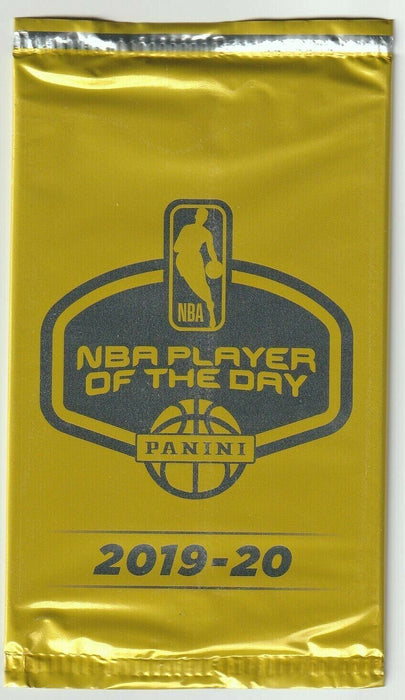 NBA
NBA PLAYER
OF THE DAY
PANINI
2019-20